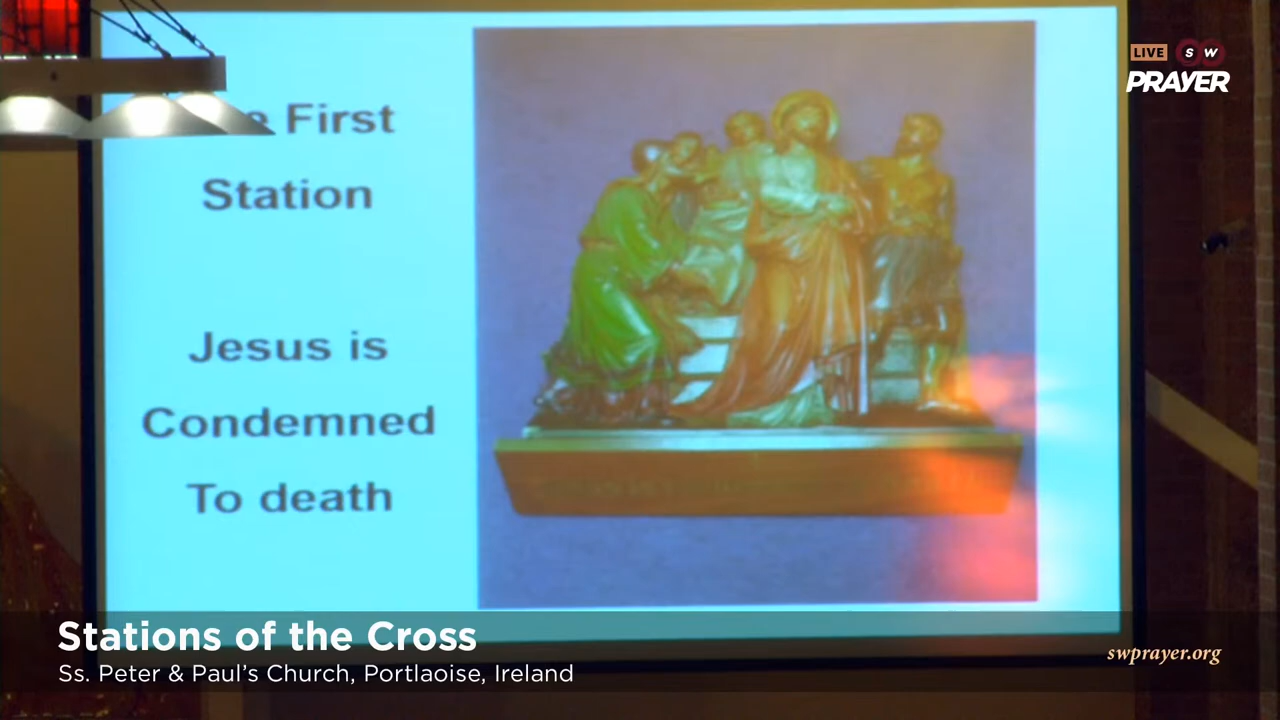 LIVE SW
PRAYER
First
Station
Jesus is
Condemned
To death
Stations of the Cross
Ss. Peter & Paul's Church, Portlaoise, Ireland
swprayer.org